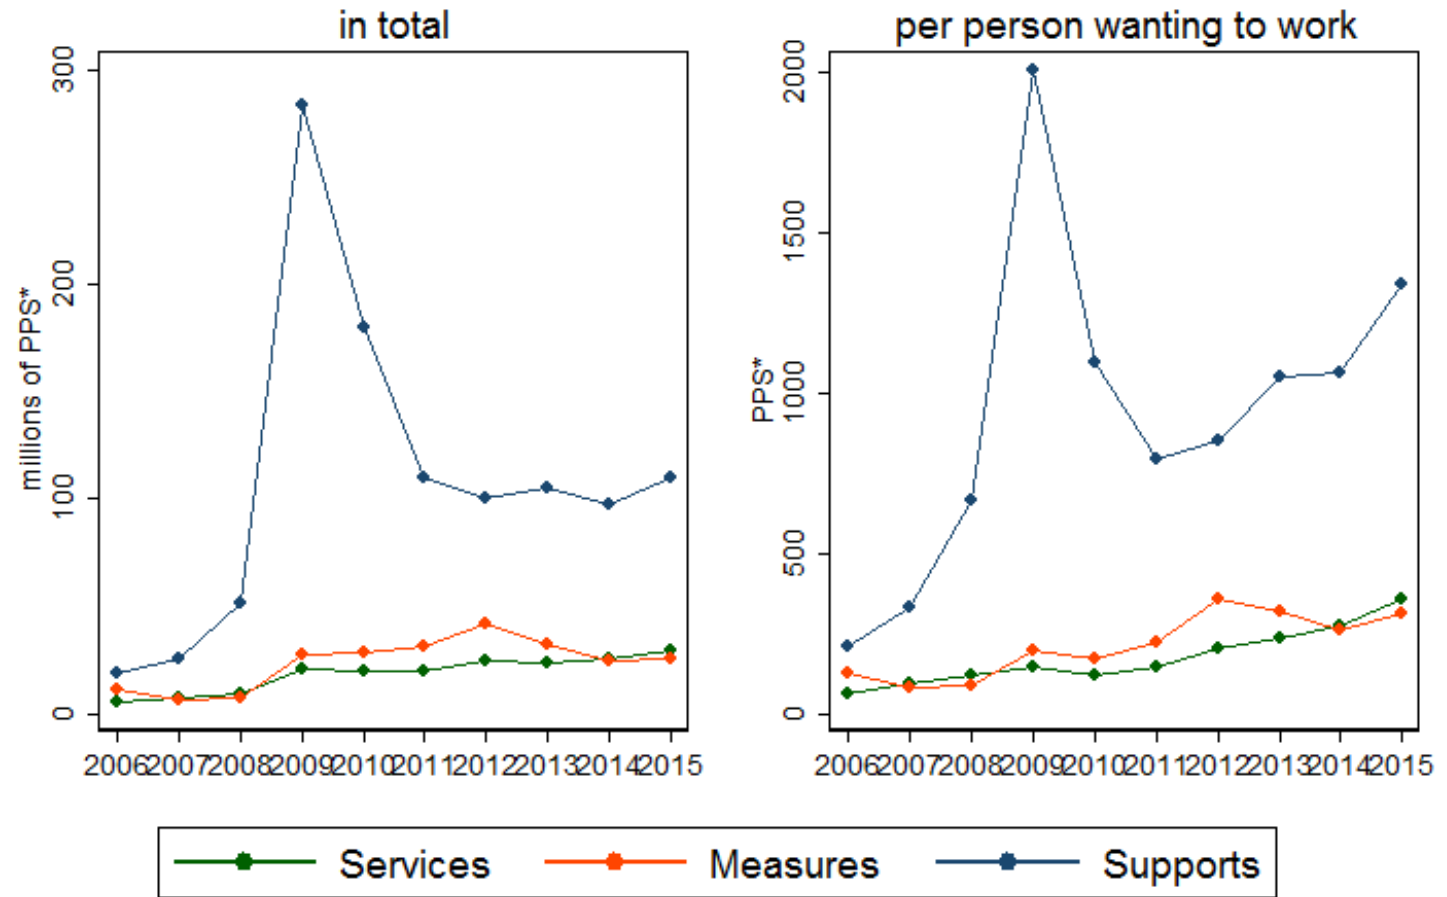 in total
millions of PPS*
300
200
100
0
2006 2007 2008 2009 2010 2011 2012 2013 2014 2015
per person wanting to work
PPS*
2000
1500
1000
500
0
2006 2007 2008 2009 2010 2011 2012 2013 2014 2015
Services Measures Supports